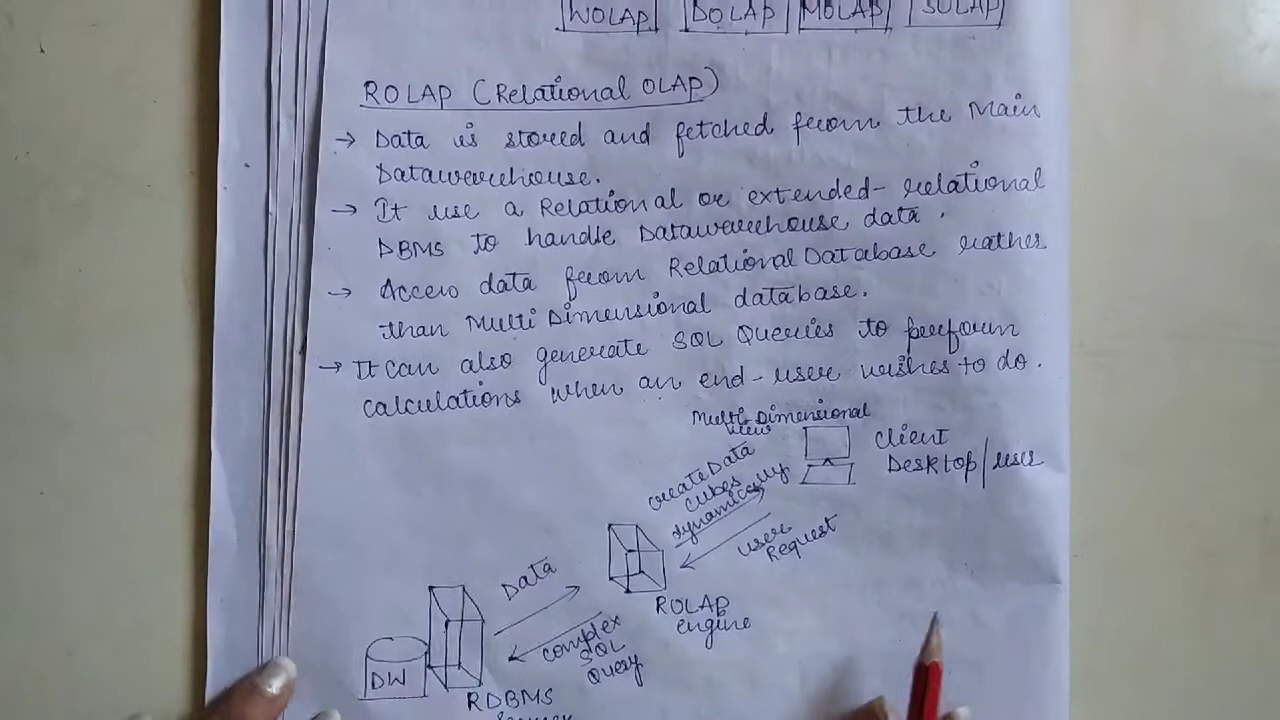 WOLAP DOLAP MOLAP SOLAP
ROLAP (Relational OLAP)
→ Data is stored and fetched from the Main
Datawarehouse.
→ It use a Relational or extended-relational
DBMS to handle Datawarehouse data.
→ Access data from Relational Database rather
than Multi Dimensional database.
→ It can also generate SQL Queries to perform
calculations when an end-user wishes to do.
Multi Dimensional
view
Client
Desktop/user
create Data
cubes
dynamically
user
Request
Data
ROLAP
engine
complex
SQL
Query
DW
RDBMS